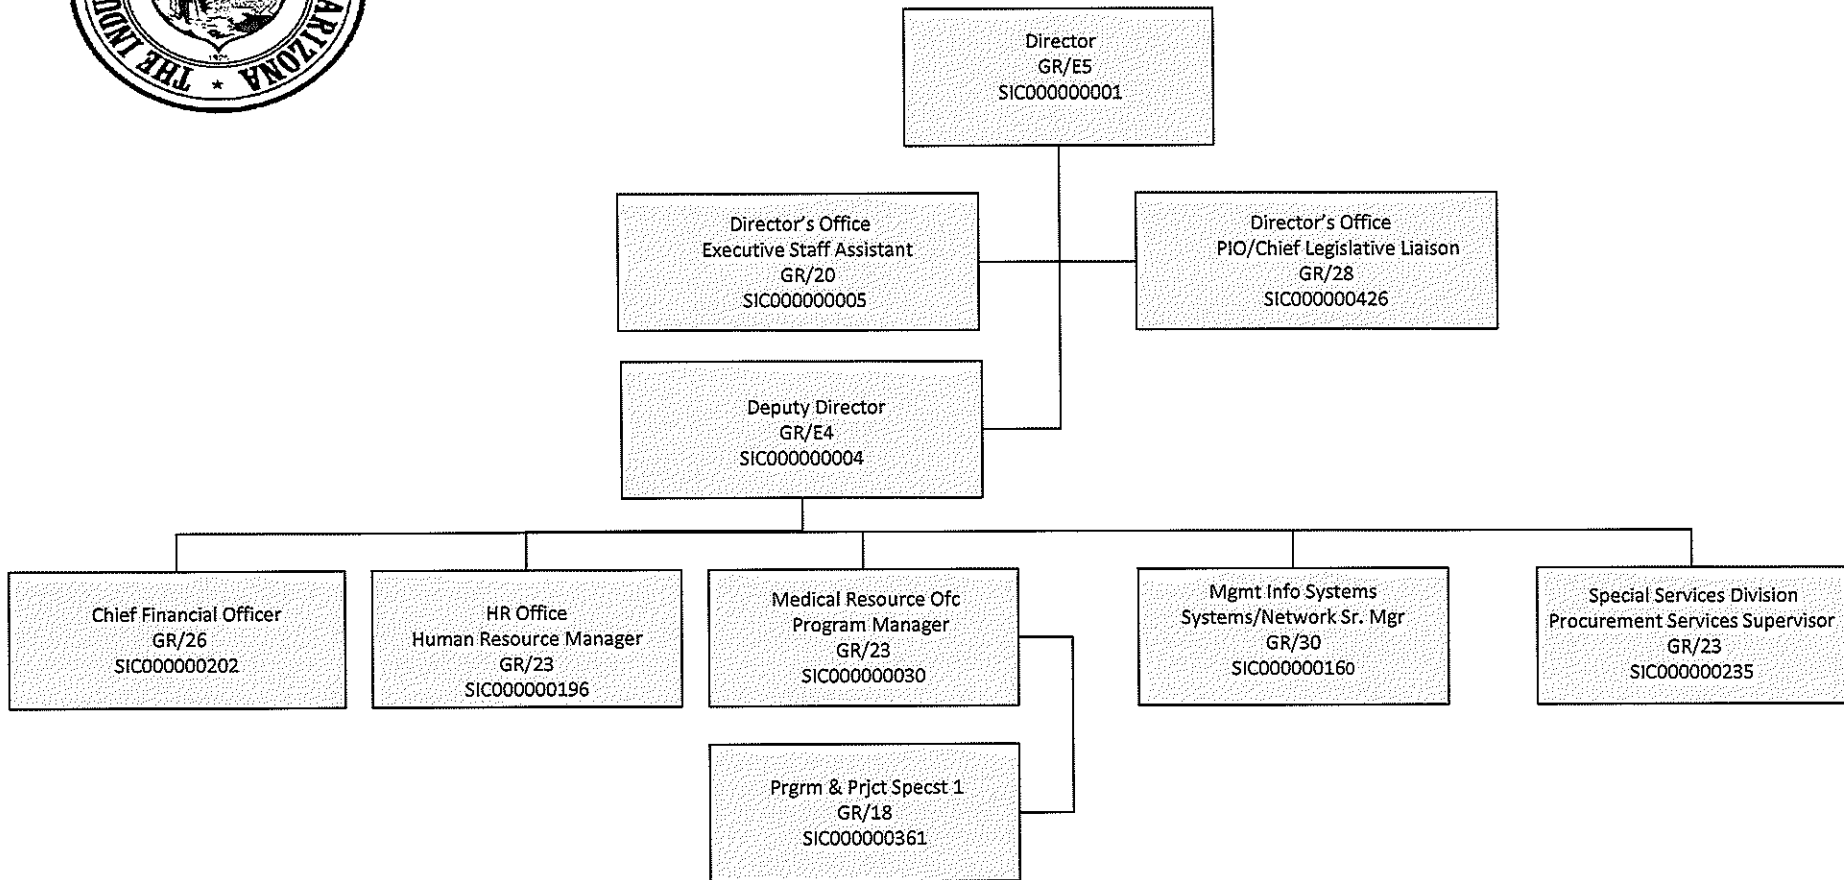 THE INDU
ARIZONA
★
Director
GR/E5
SIC000000001
Director's Office
Executive Staff Assistant
GR/20
SIC000000005
Director's Office
PIO/Chief Legislative Liaison
GR/28
SIC000000426
Deputy Director
GR/E4
SIC000000004
Chief Financial Officer
GR/26
SIC000000202
HR Office
Human Resource Manager
GR/23
SIC000000196
Medical Resource Ofc
Program Manager
GR/23
SIC000000030
Mgmt Info Systems
Systems/Network Sr. Mgr
GR/30
SIC000000160
Special Services Division
Procurement Services Supervisor
GR/23
SIC000000235
Prgrm & Prjct Specst 1
GR/18
SIC000000361